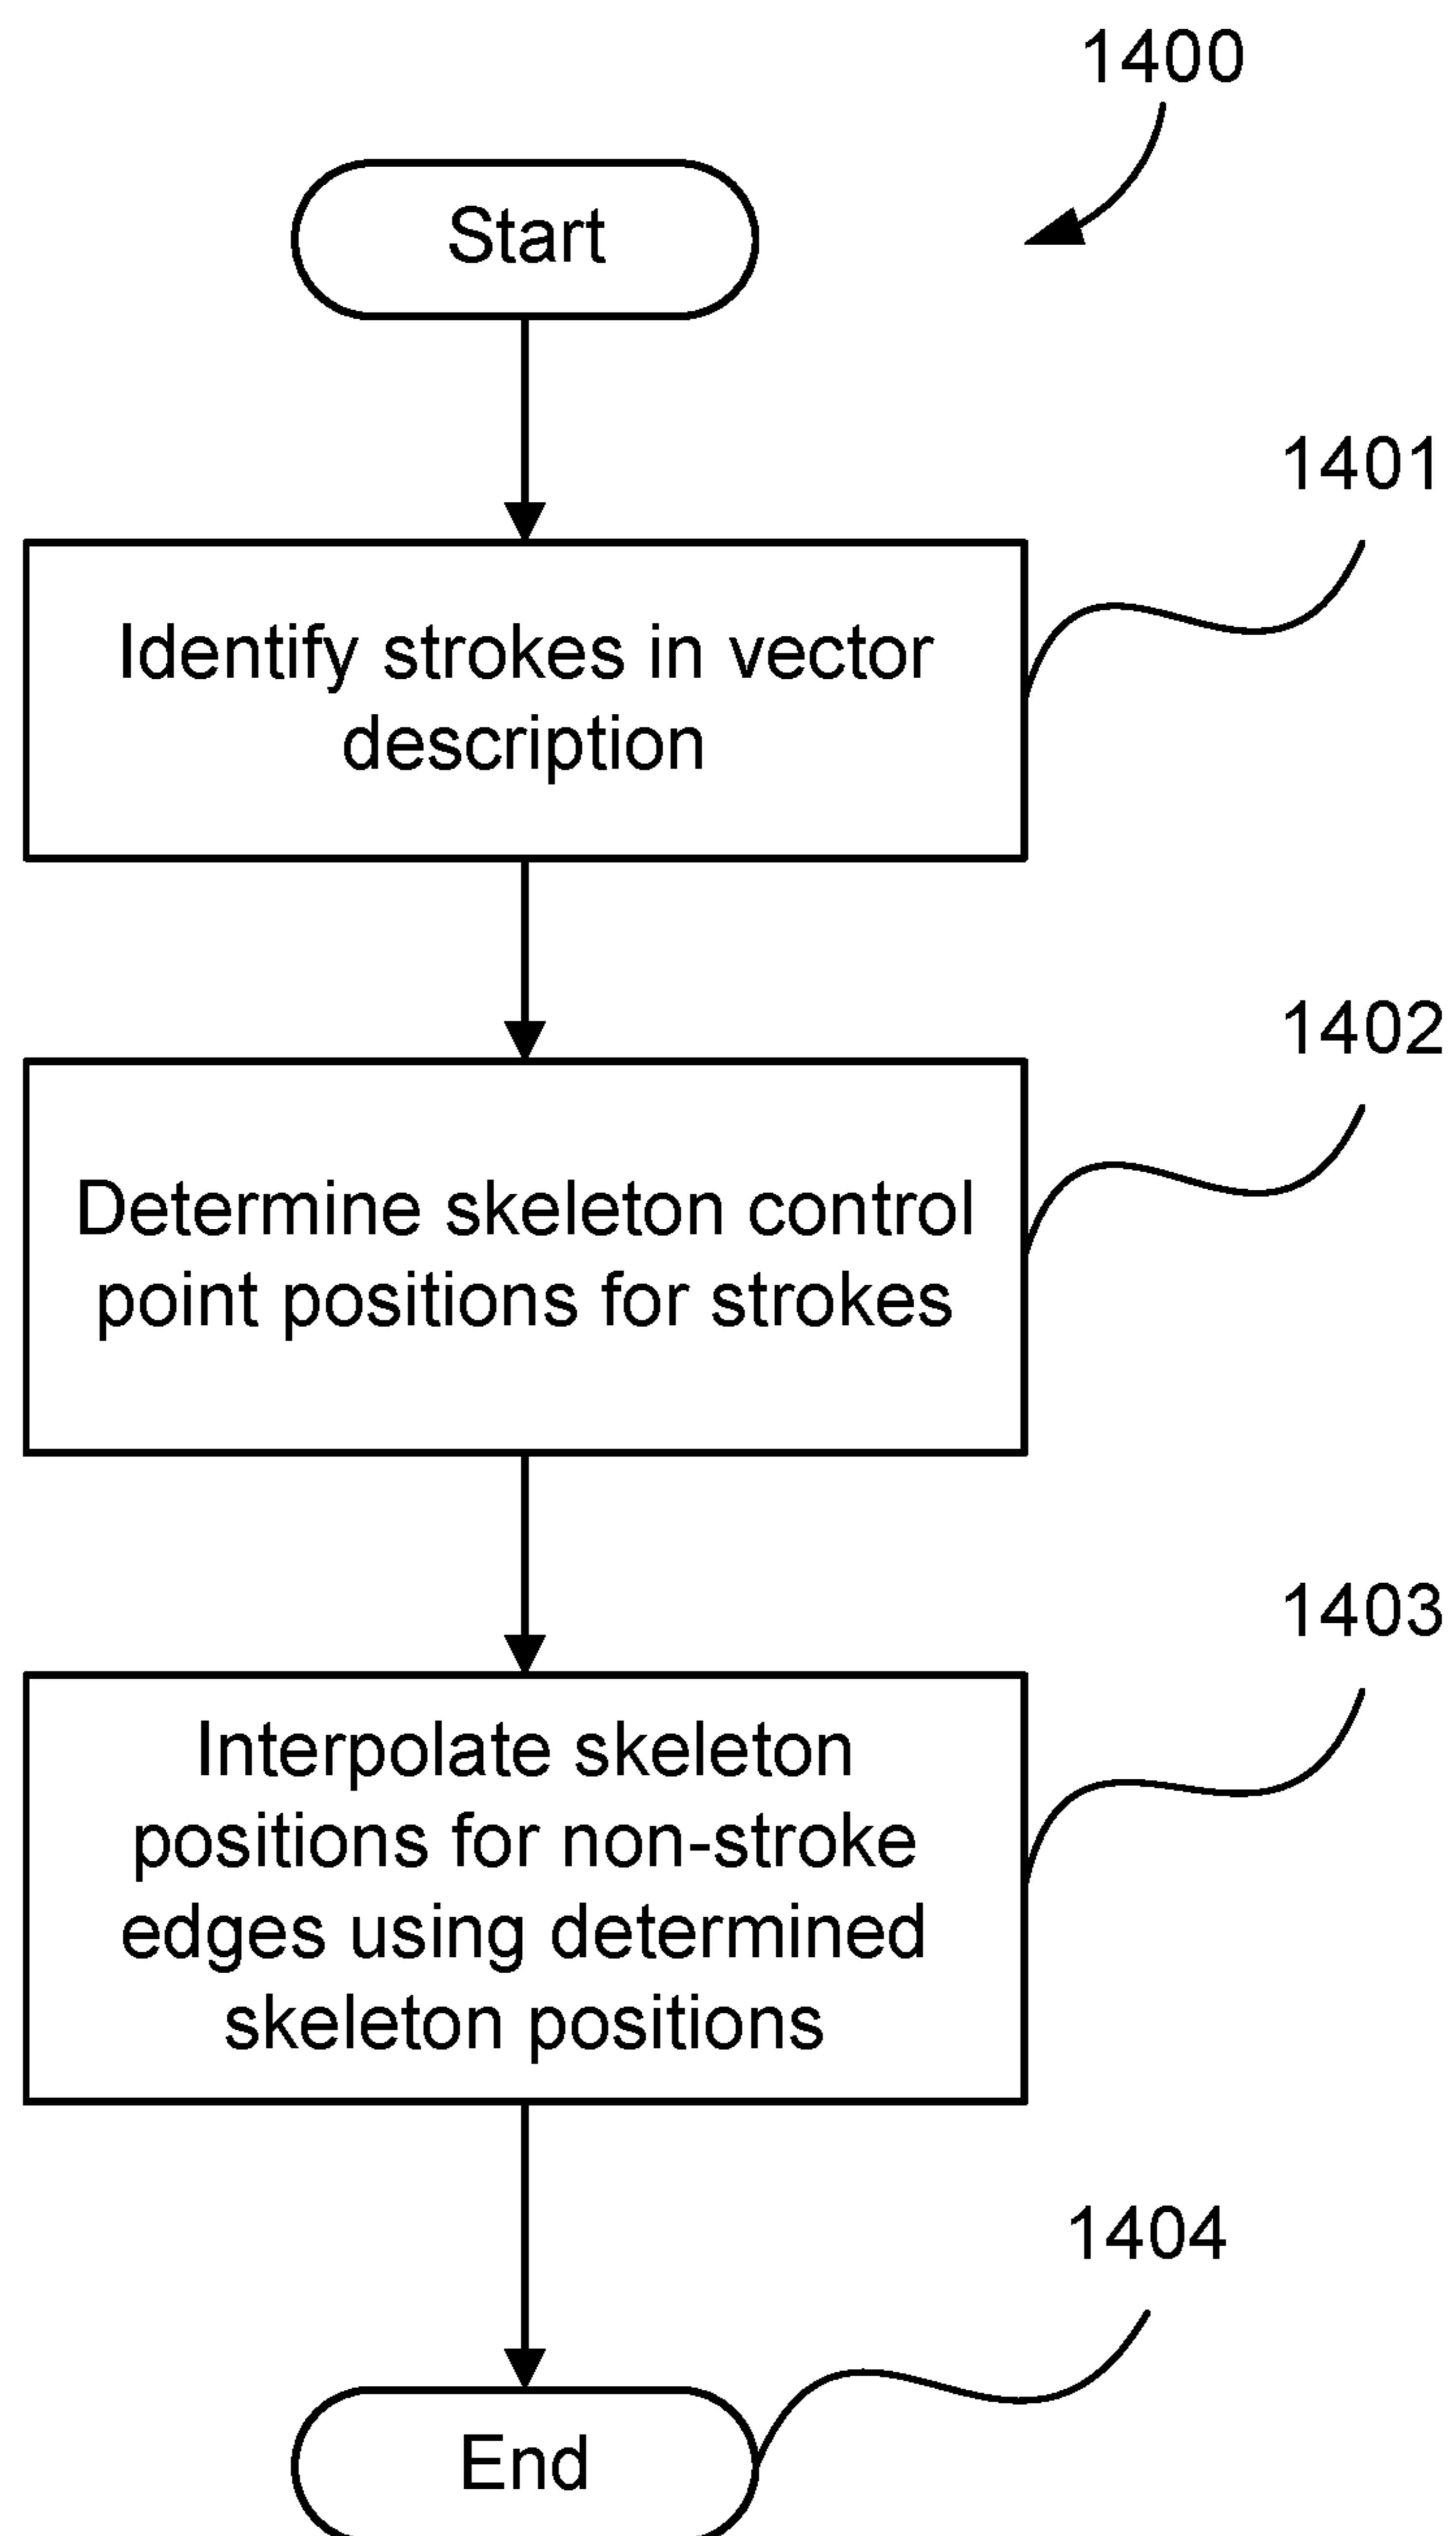 1400
Start
1401
Identify strokes in vector
description
1402
Determine skeleton control
point positions for strokes
1403
Interpolate skeleton
positions for non-stroke
edges using determined
skeleton positions
1404
End